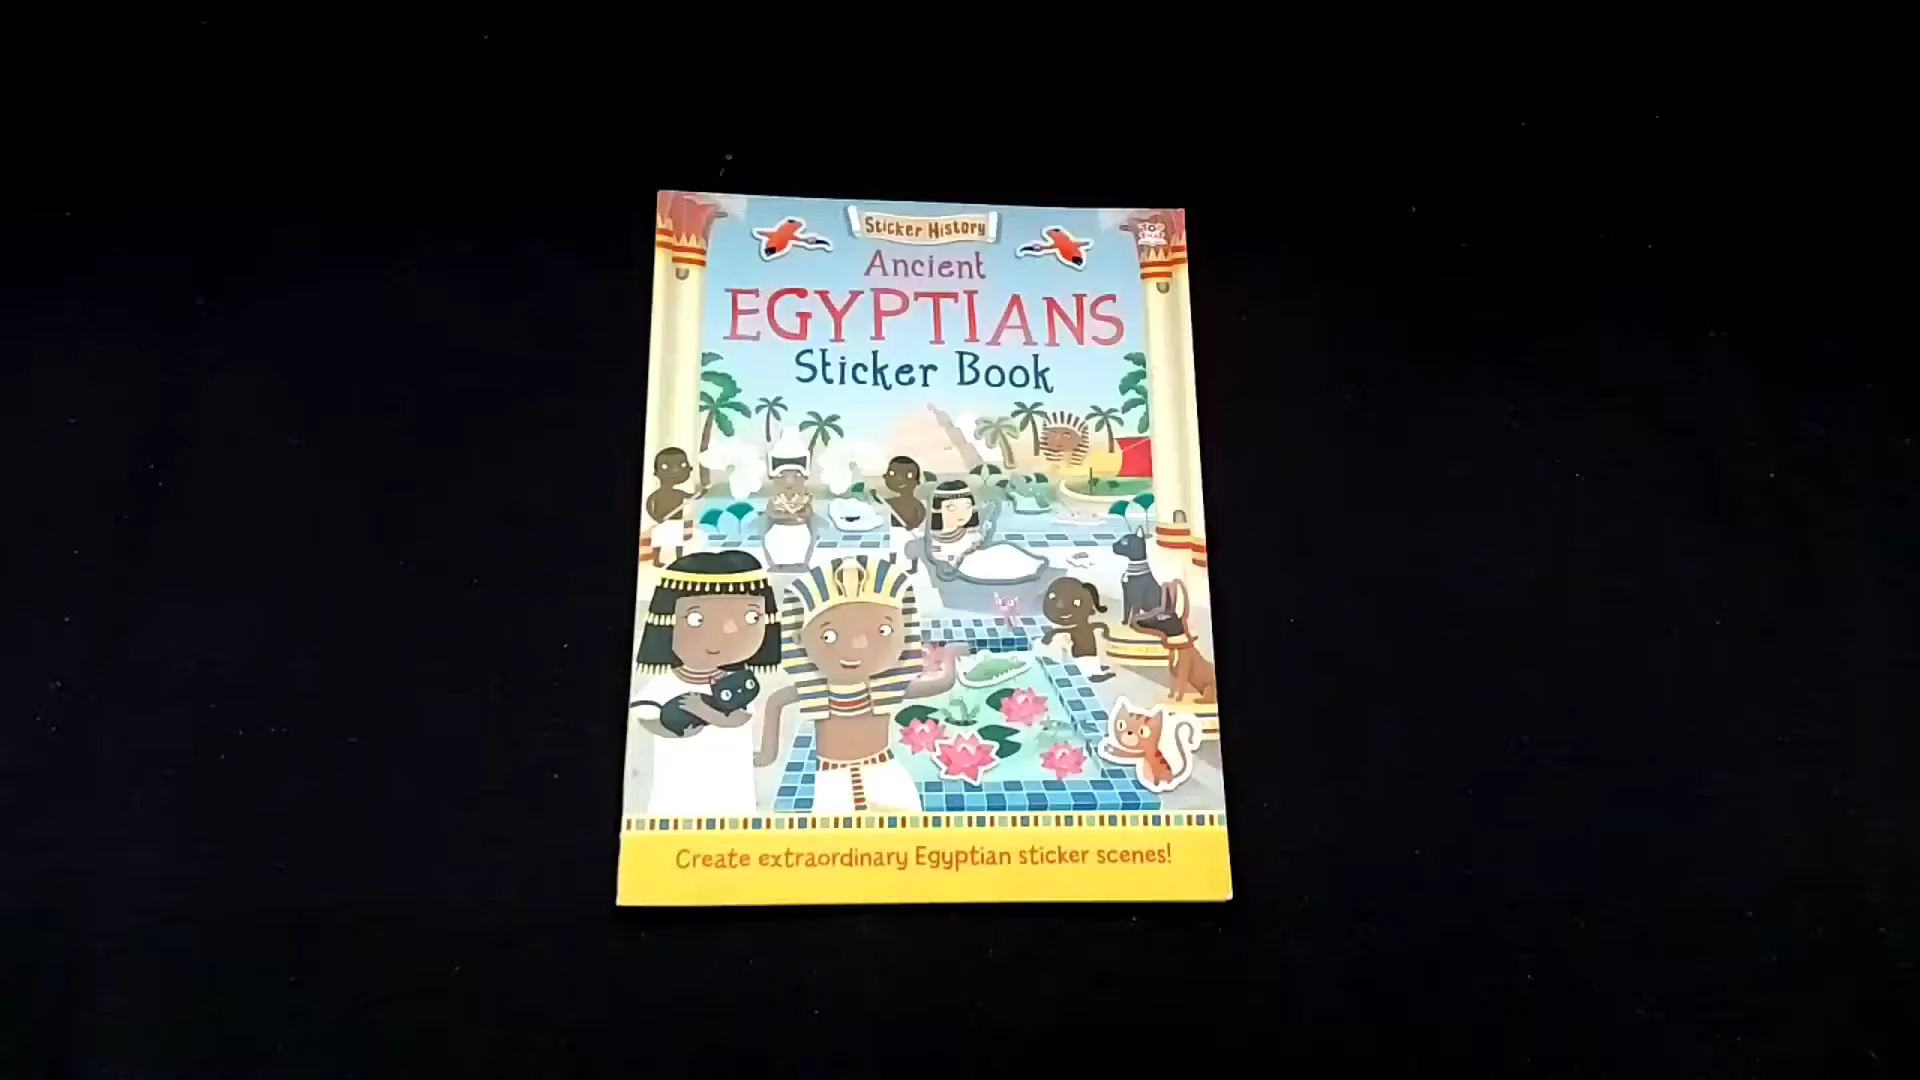 Sticker History
Ancient
EGYPTIANS
Sticker Book
Create extraordinary Egyptian sticker scenes!